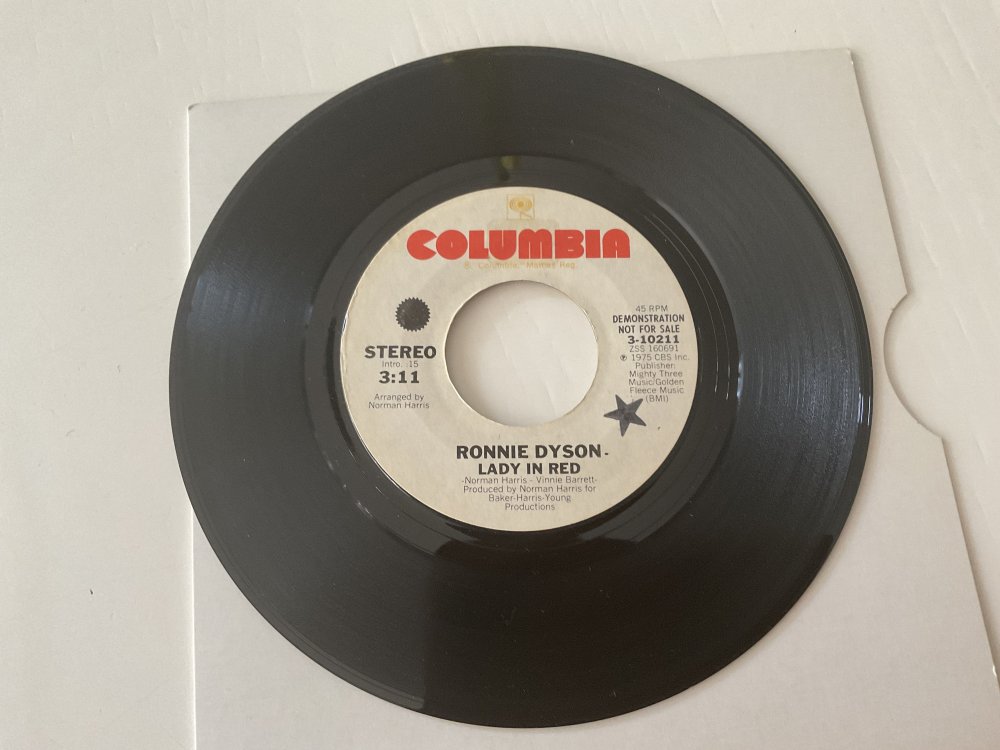 COLUMBIA
® Columbia, Marcas Reg.
45 RPM
DEMONSTRATION
NOT FOR SALE
3-10211
ZSS 160691
℗ 1975 CBS Inc.
Publisher:
Mighty Three
Music/Golden
Fleece Music
(BMI)
STEREO
Intro. :15
3:11
Arranged by
Norman Harris
RONNIE DYSON
LADY IN RED
-Norman Harris - Vinnie Barrett-
Produced by Norman Harris for
Baker-Harris-Young
Productions